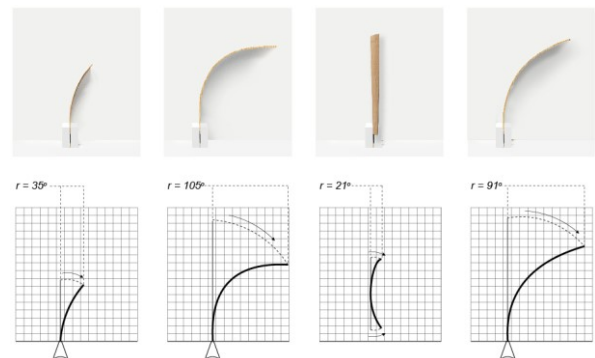 r = 35º
r = 105º
r = 21º
r = 91º